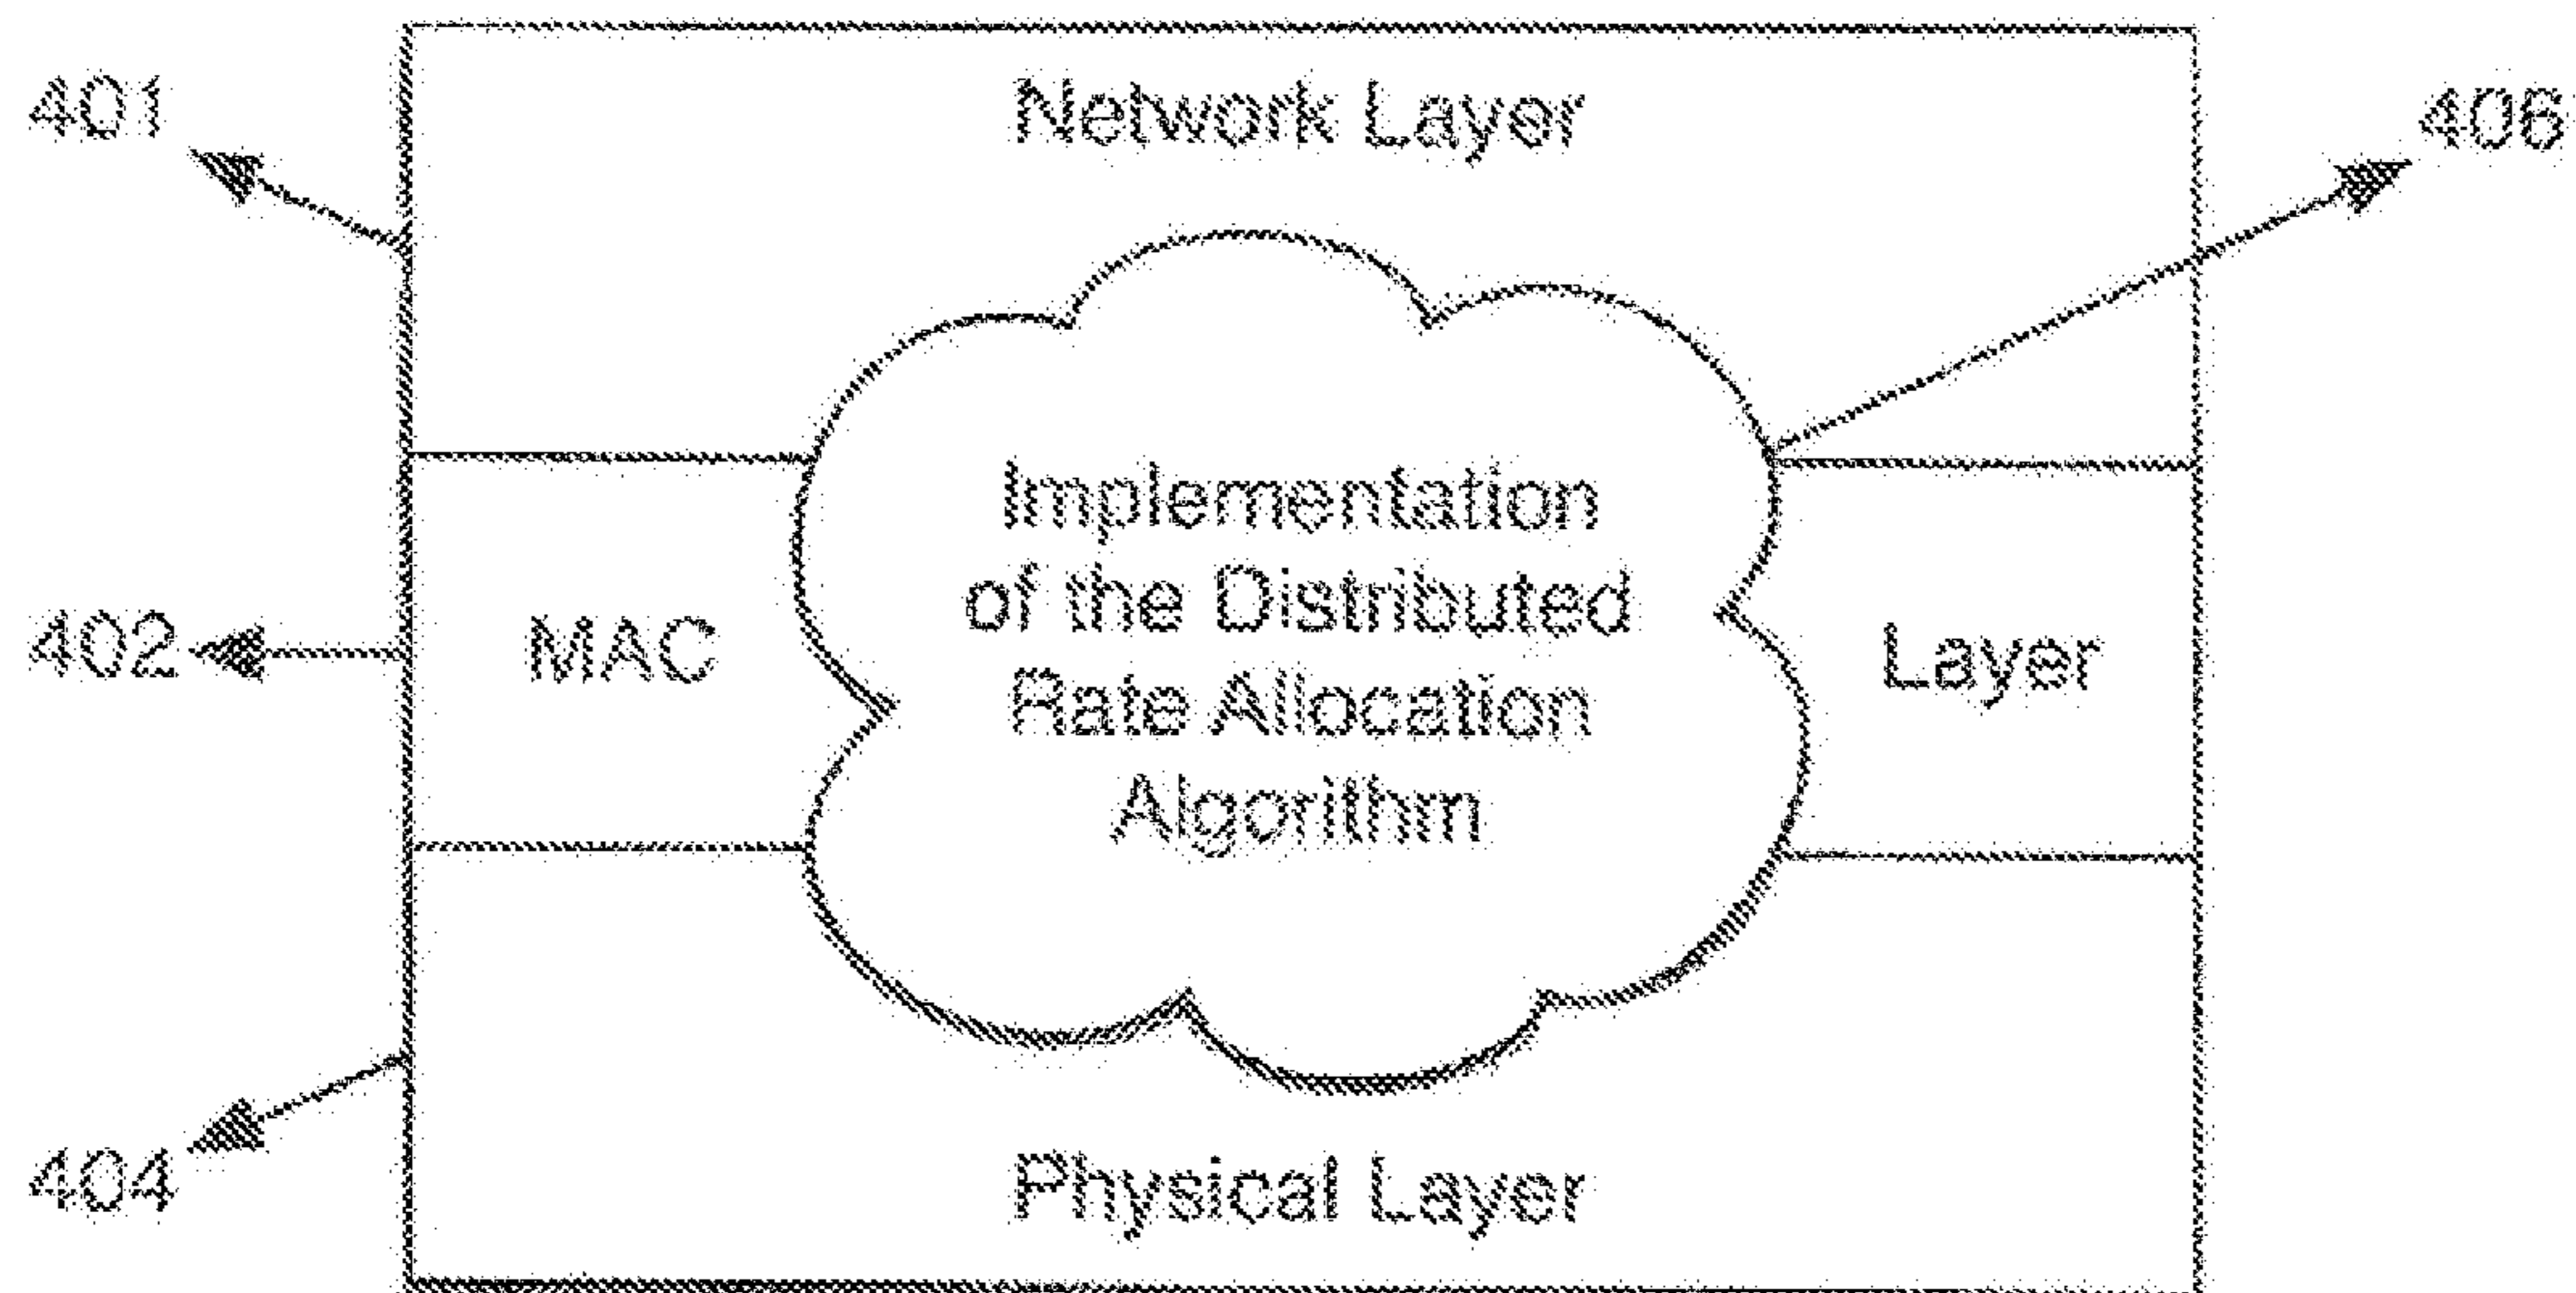 401
Network Layer
406
Implementation
of the Distributed
402
MAC
Rate Allocation
Layer
Algorithm
404
Physical Layer